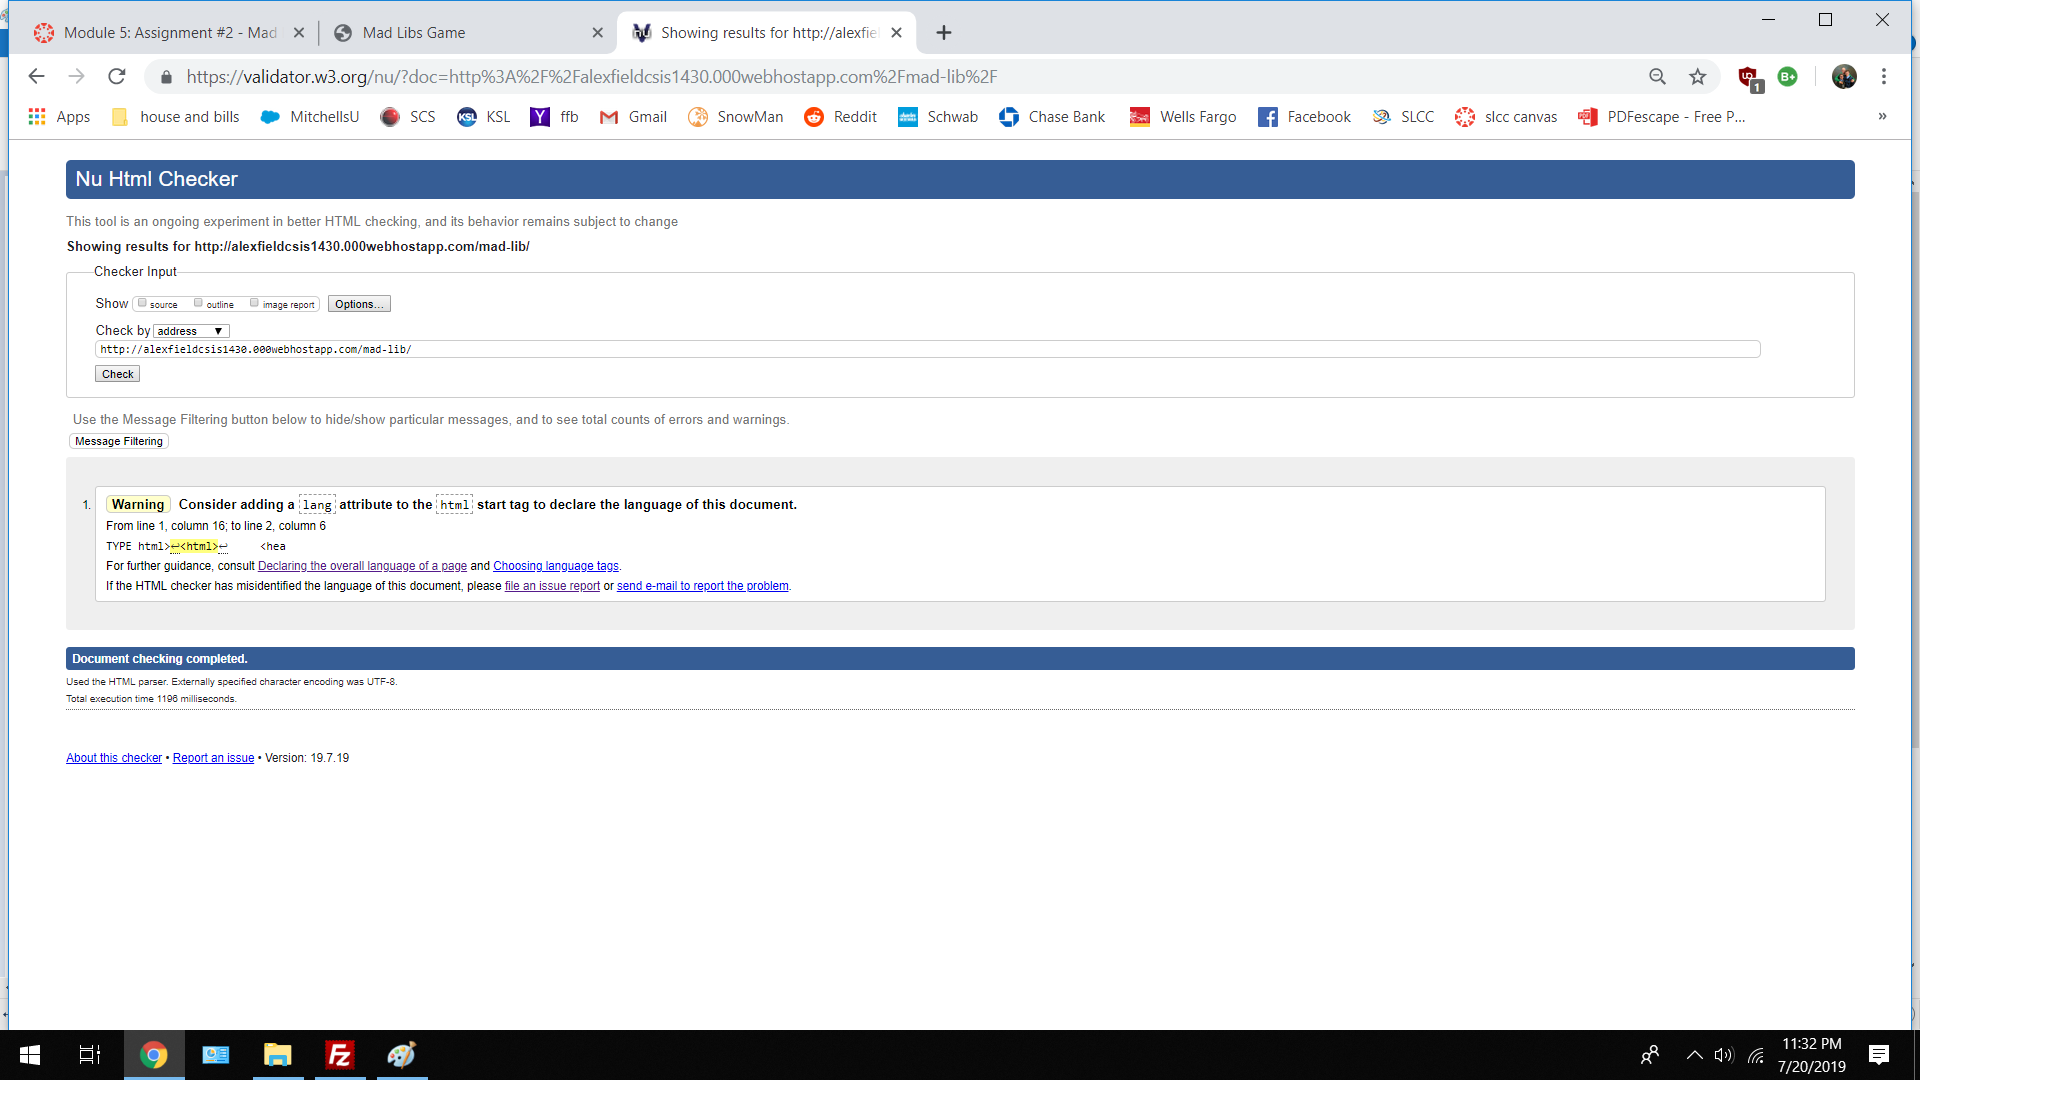 Module 5: Assignment #2 - Mad
Mad Libs Game
Showing results for http://alexfie
https://validator.w3.org/nu/?doc=http%3A%2F%2Falexfieldcsis1430.000webhostapp.com%2Fmad-lib%2F
Apps house and bills MitchellsU SCS KSL ffb Gmail SnowMan Reddit Schwab Chase Bank Wells Fargo Facebook SLCC slcc canvas PDFescape - Free P... »
Nu Html Checker
This tool is an ongoing experiment in better HTML checking, and its behavior remains subject to change
Showing results for http://alexfieldcsis1430.000webhostapp.com/mad-lib/
Checker Input
Show source outline image report Options...
Check by address
http://alexfieldcsis1430.000webhostapp.com/mad-lib/
Check
Use the Message Filtering button below to hide/show particular messages, and to see total counts of errors and warnings.
Message Filtering
1. Warning Consider adding a lang attribute to the html start tag to declare the language of this document.
From line 1, column 16; to line 2, column 6
TYPE html>↩<html>↩ <hea
For further guidance, consult Declaring the overall language of a page and Choosing language tags.
If the HTML checker has misidentified the language of this document, please file an issue report or send e-mail to report the problem.
Document checking completed.
Used the HTML parser. Externally specified character encoding was UTF-8.
Total execution time 1196 milliseconds.
About this checker • Report an issue • Version: 19.7.19
11:32 PM
7/20/2019